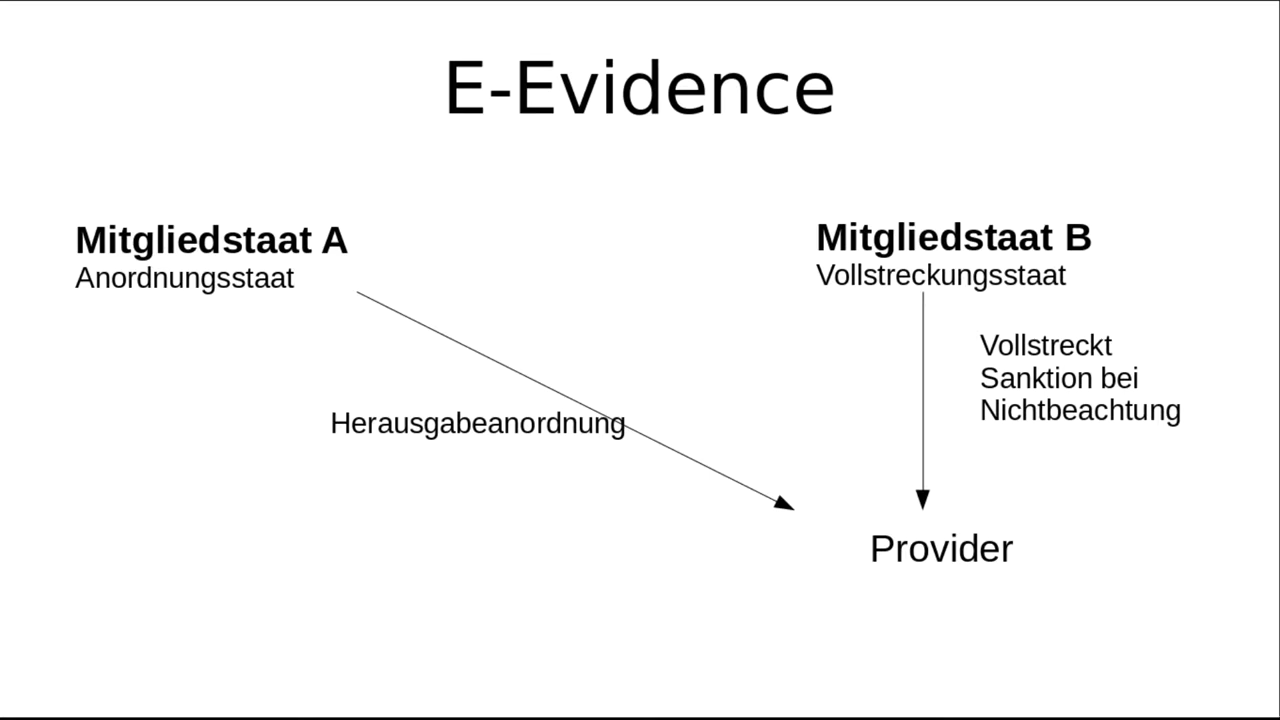 E-Evidence
Mitgliedstaat A
Anordnungsstaat
Mitgliedstaat B
Vollstreckungsstaat
Vollstreckt
Sanktion bei
Nichtbeachtung
Herausgabeanordnung
Provider